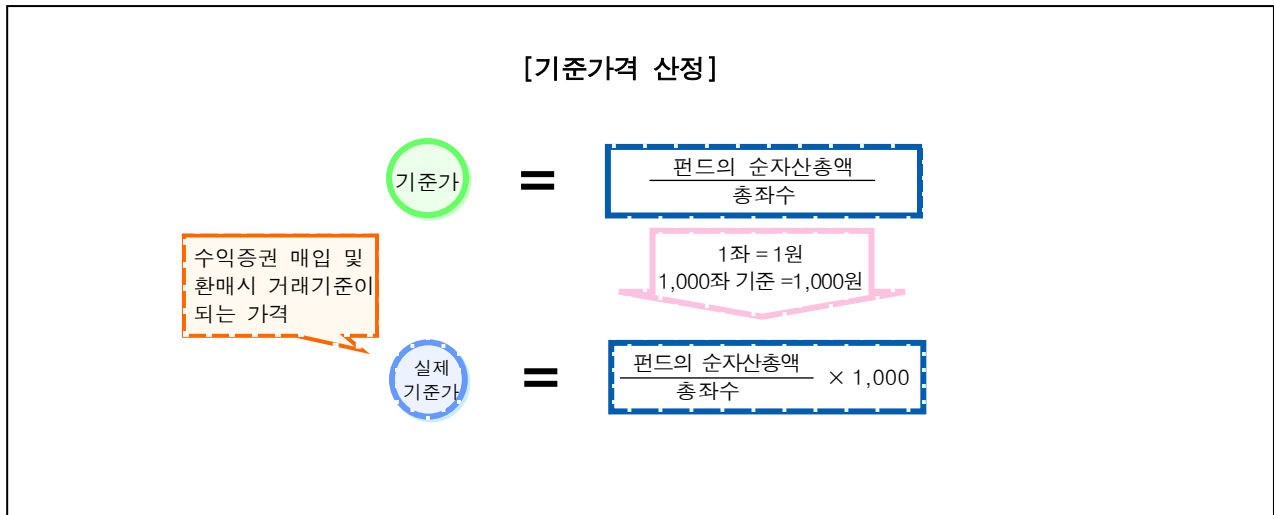 [기준가격 산정]
기준가
=
펀드의 순자산총액
총좌수
수익증권 매입 및
환매시 거래기준이
되는 가격
1좌 = 1원
1,000좌 기준 =1,000원
실제
기준가
=
펀드의 순자산총액
총좌수
× 1,000